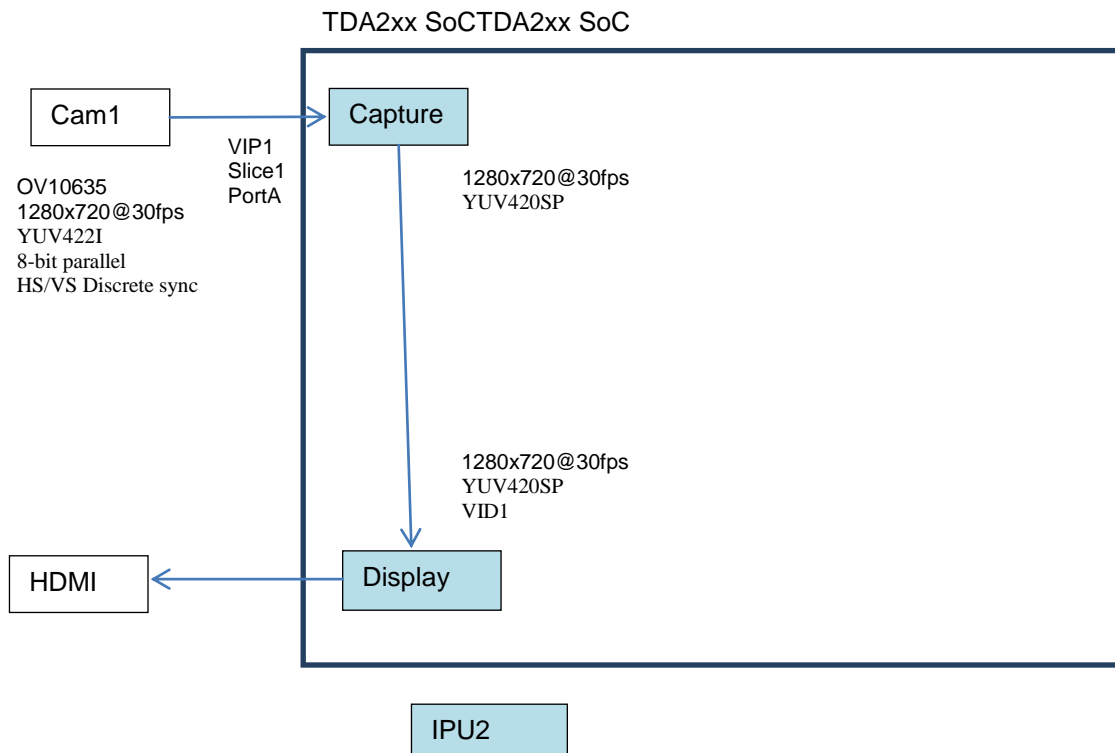 TDA2xx SoCTDA2xx SoC
Cam1
Capture
VIP1
Slice1
PortA
OV10635
1280x720@30fps
YUV422I
8-bit parallel
HS/VS Discrete sync
1280x720@30fps
YUV420SP
1280x720@30fps
YUV420SP
VID1
HDMI
Display
IPU2